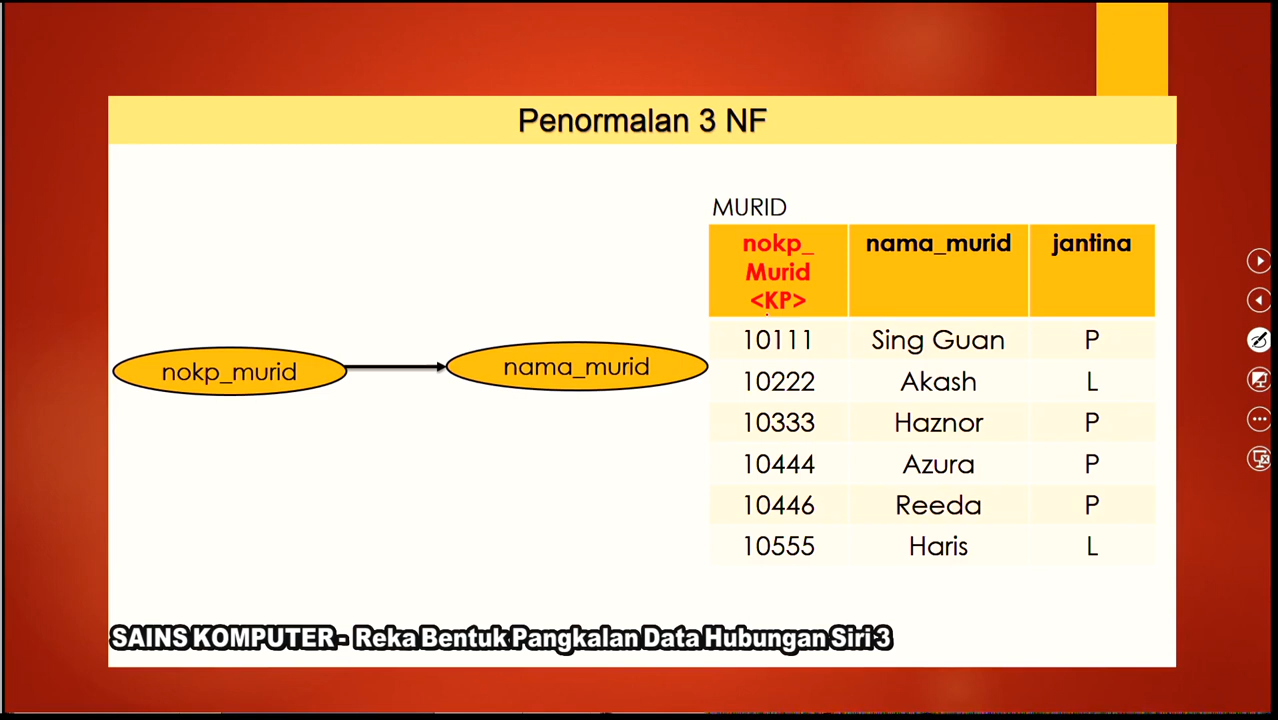 Penormalan 3 NF
MURID
nokp_
Murid
<KP>
nama_murid
jantina
10111 Sing Guan P
10222 Akash L
10333 Haznor P
10444 Azura P
10446 Reeda P
10555 Haris L
nokp_murid
nama_murid
SAINS KOMPUTER - Reka Bentuk Pangkalan Data Hubungan Siri 3